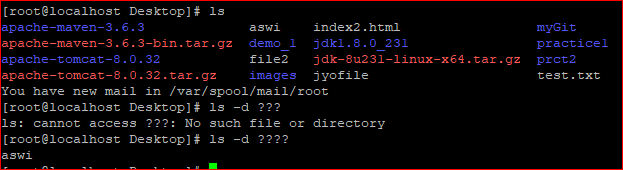 [root@localhost Desktop]# ls
apache-maven-3.6.3 aswi index2.html myGit
apache-maven-3.6.3-bin.tar.gz demo_1 jdk1.8.0_231 practice1
apache-tomcat-8.0.32 file2 jdk-8u231-linux-x64.tar.gz prct2
apache-tomcat-8.0.32.tar.gz images jyofile test.txt
You have new mail in /var/spool/mail/root
[root@localhost Desktop]# ls -d ???
ls: cannot access ???: No such file or directory
[root@localhost Desktop]# ls -d ????
aswi
[root@localhost Desktop]#